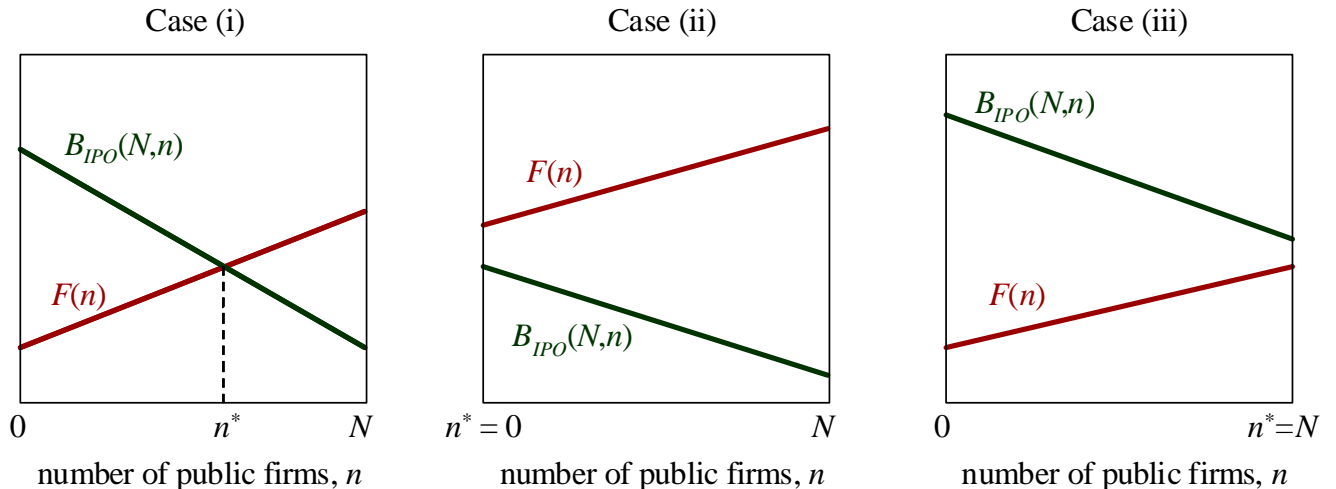 Case (i)
B_IPO(N,n)
F(n)
0
n*
N
number of public firms, n
Case (ii)
F(n)
B_IPO(N,n)
n* = 0
N
number of public firms, n
Case (iii)
B_IPO(N,n)
F(n)
0
n*=N
number of public firms, n